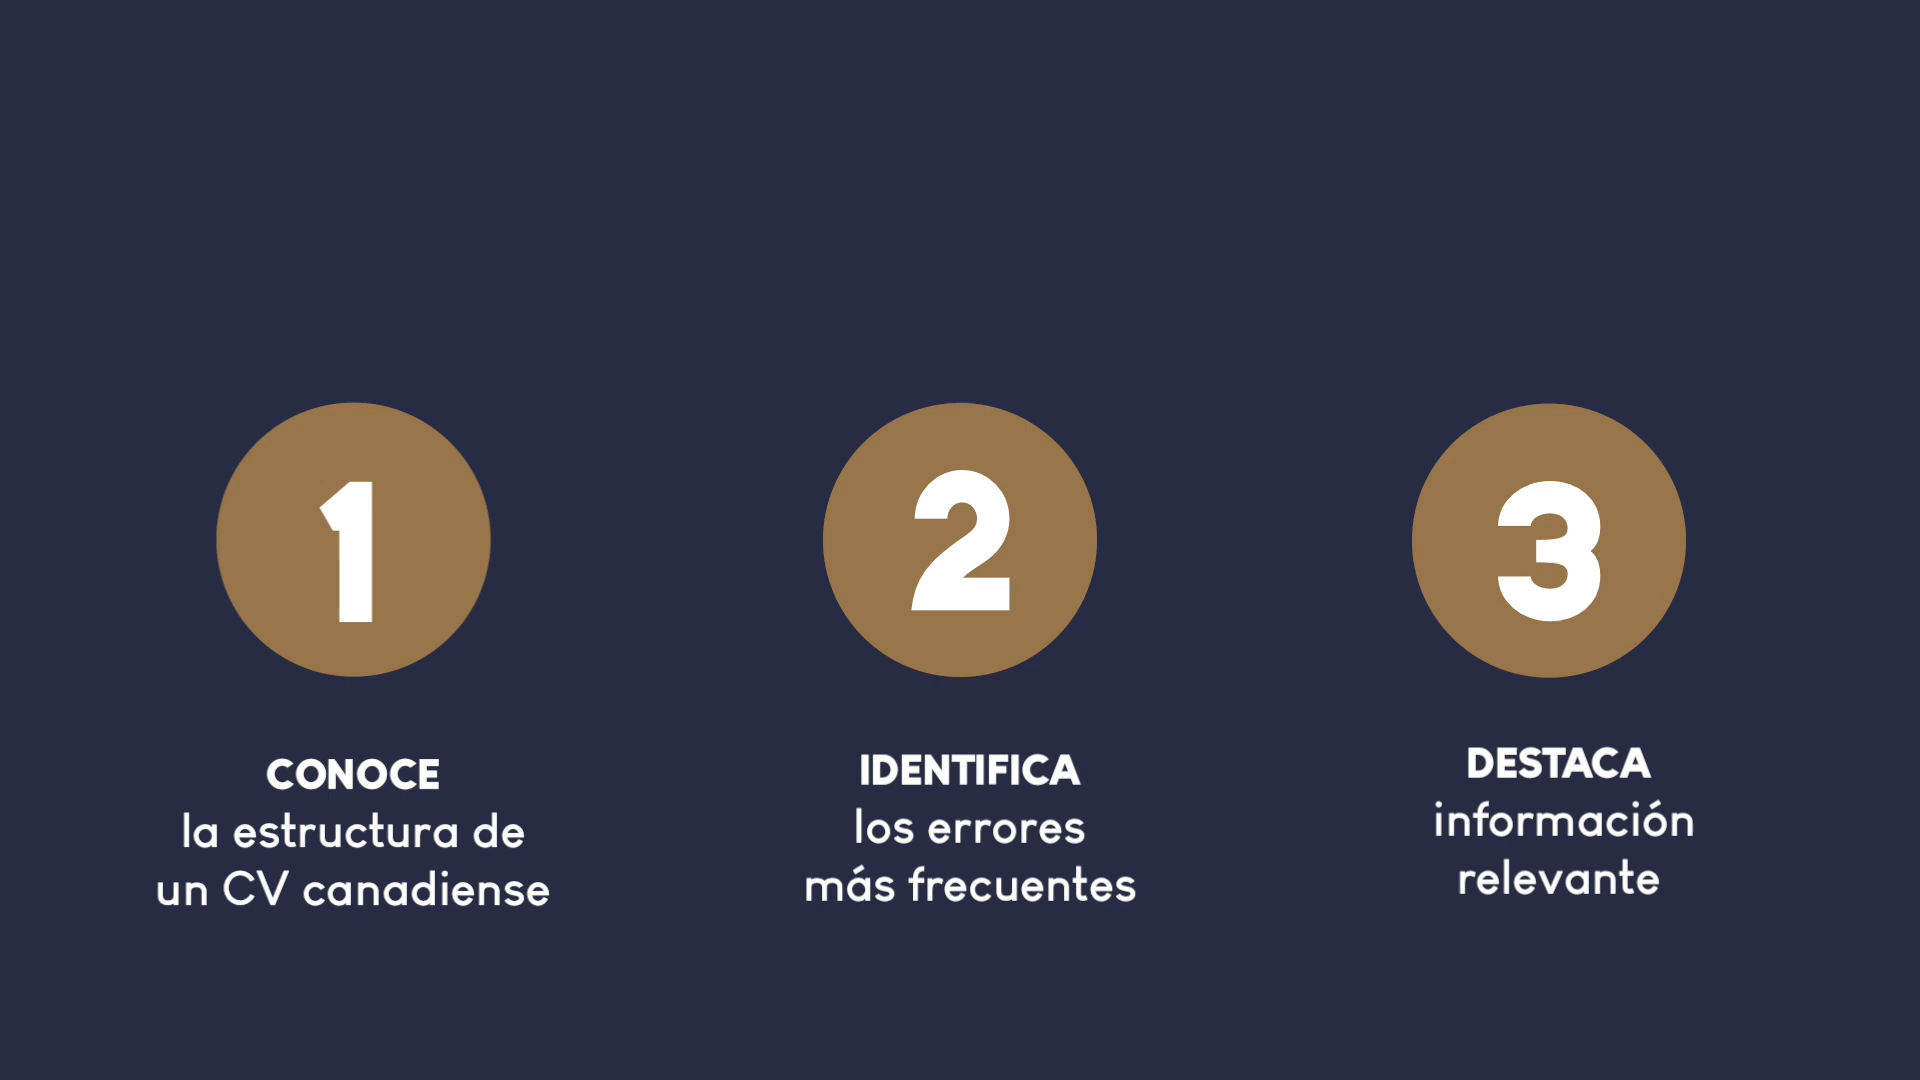 1
CONOCE
la estructura de
un CV canadiense
2
IDENTIFICA
los errores
más frecuentes
3
DESTACA
información
relevante